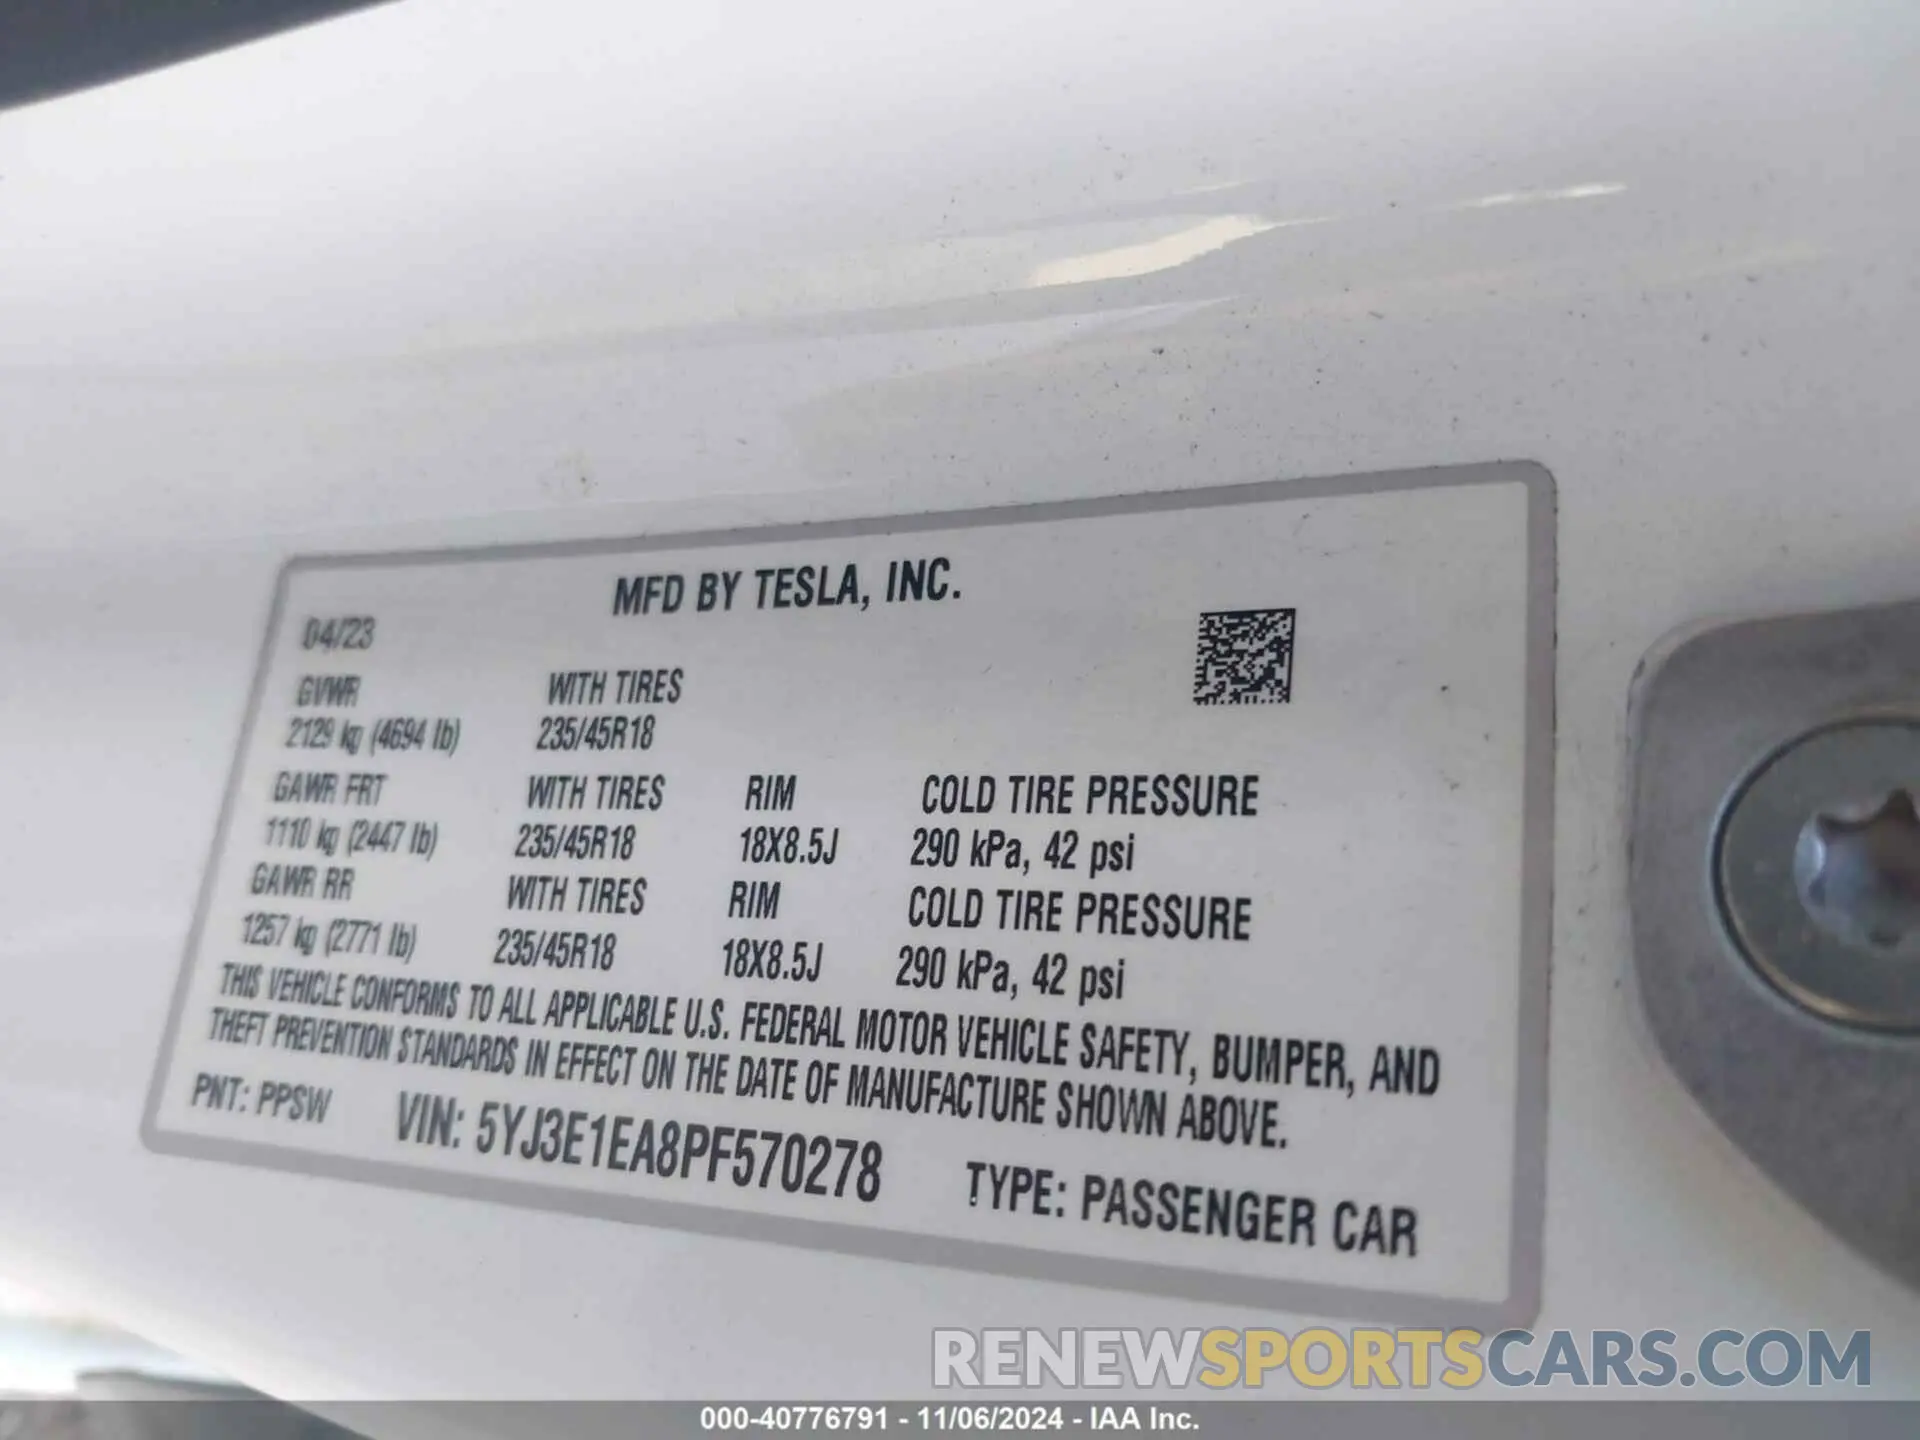 MFD BY TESLA, INC.
04/23
GVWR WITH TIRES
2129 kg (4694 lb) 235/45R18
GAWR FRT WITH TIRES RIM COLD TIRE PRESSURE
1110 kg (2447 lb) 235/45R18 18X8.5J 290 kPa, 42 psi
GAWR RR WITH TIRES RIM COLD TIRE PRESSURE
1257 kg (2771 lb) 235/45R18 18X8.5J 290 kPa, 42 psi
THIS VEHICLE CONFORMS TO ALL APPLICABLE U.S. FEDERAL MOTOR VEHICLE SAFETY, BUMPER, AND
THEFT PREVENTION STANDARDS IN EFFECT ON THE DATE OF MANUFACTURE SHOWN ABOVE.
PNT: PPSW VIN: 5YJ3E1EA8PF570278 TYPE: PASSENGER CAR
RENEWSPORTSCARS.COM
000-40776791 - 11/06/2024 - IAA Inc.